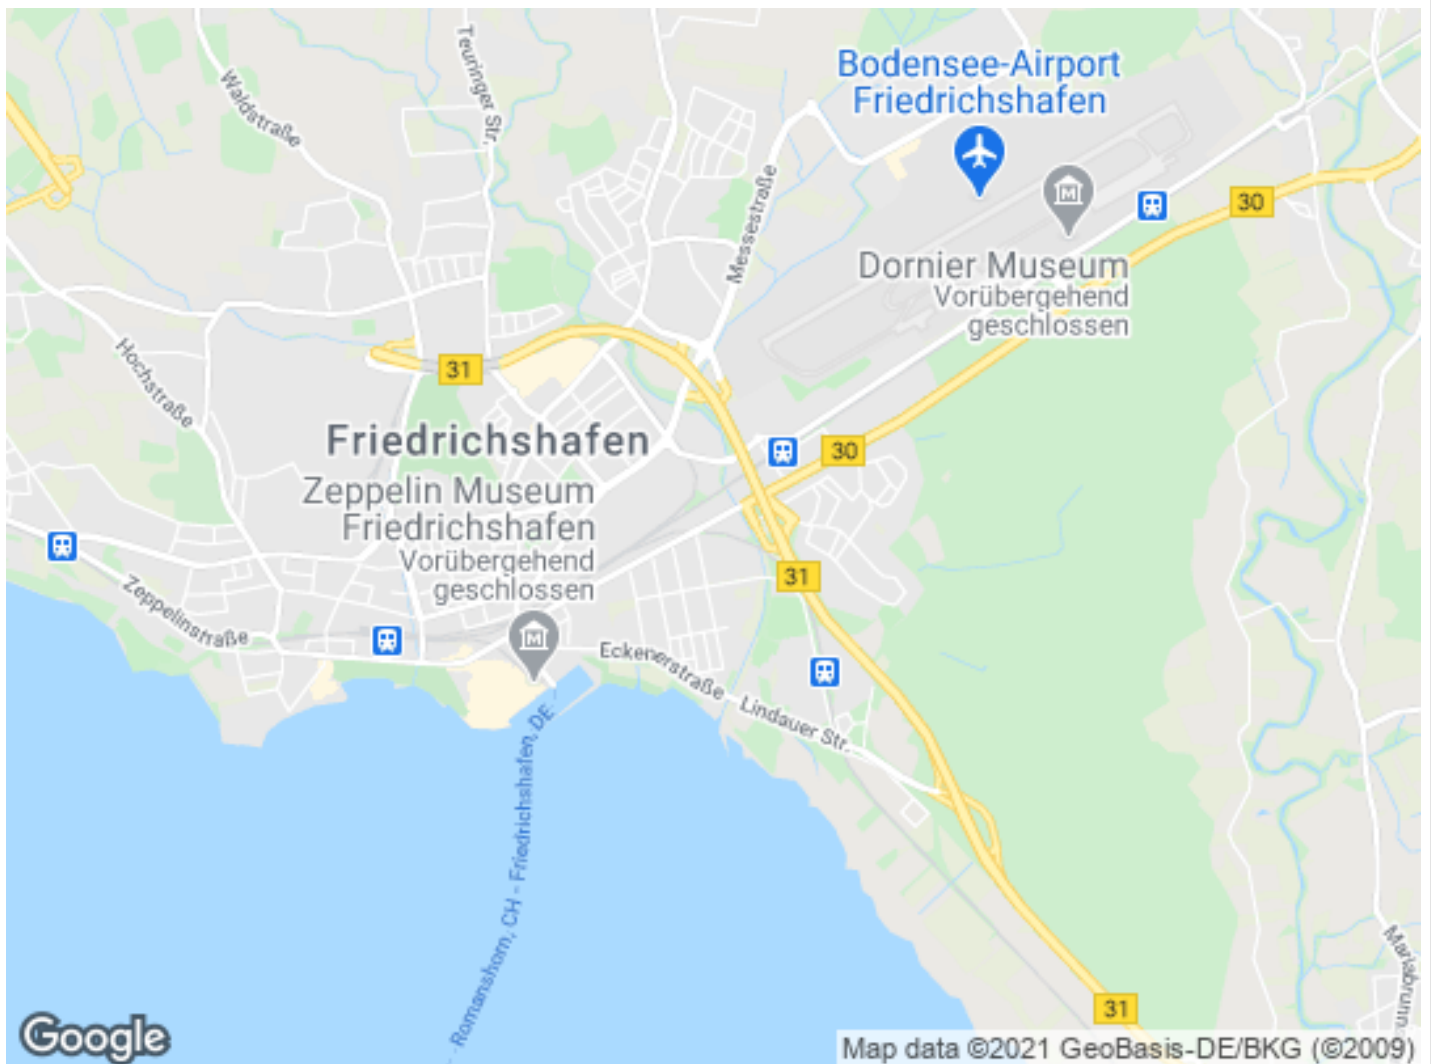 Teuringer Str.
Waldstraße
Bodensee-Airport
Friedrichshafen
Messestraße
30
Dornier Museum
Vorübergehend
geschlossen
Hochstraße
31
Friedrichshafen
30
Zeppelin Museum
Friedrichshafen
Vorübergehend
geschlossen
31
Zeppelinstraße
Eckenerstraße
Lindauer Str.
Romanshorn, CH - Friedrichshafen, DE
31
Google
Map data ©2021 GeoBasis-DE/BKG (©2009)